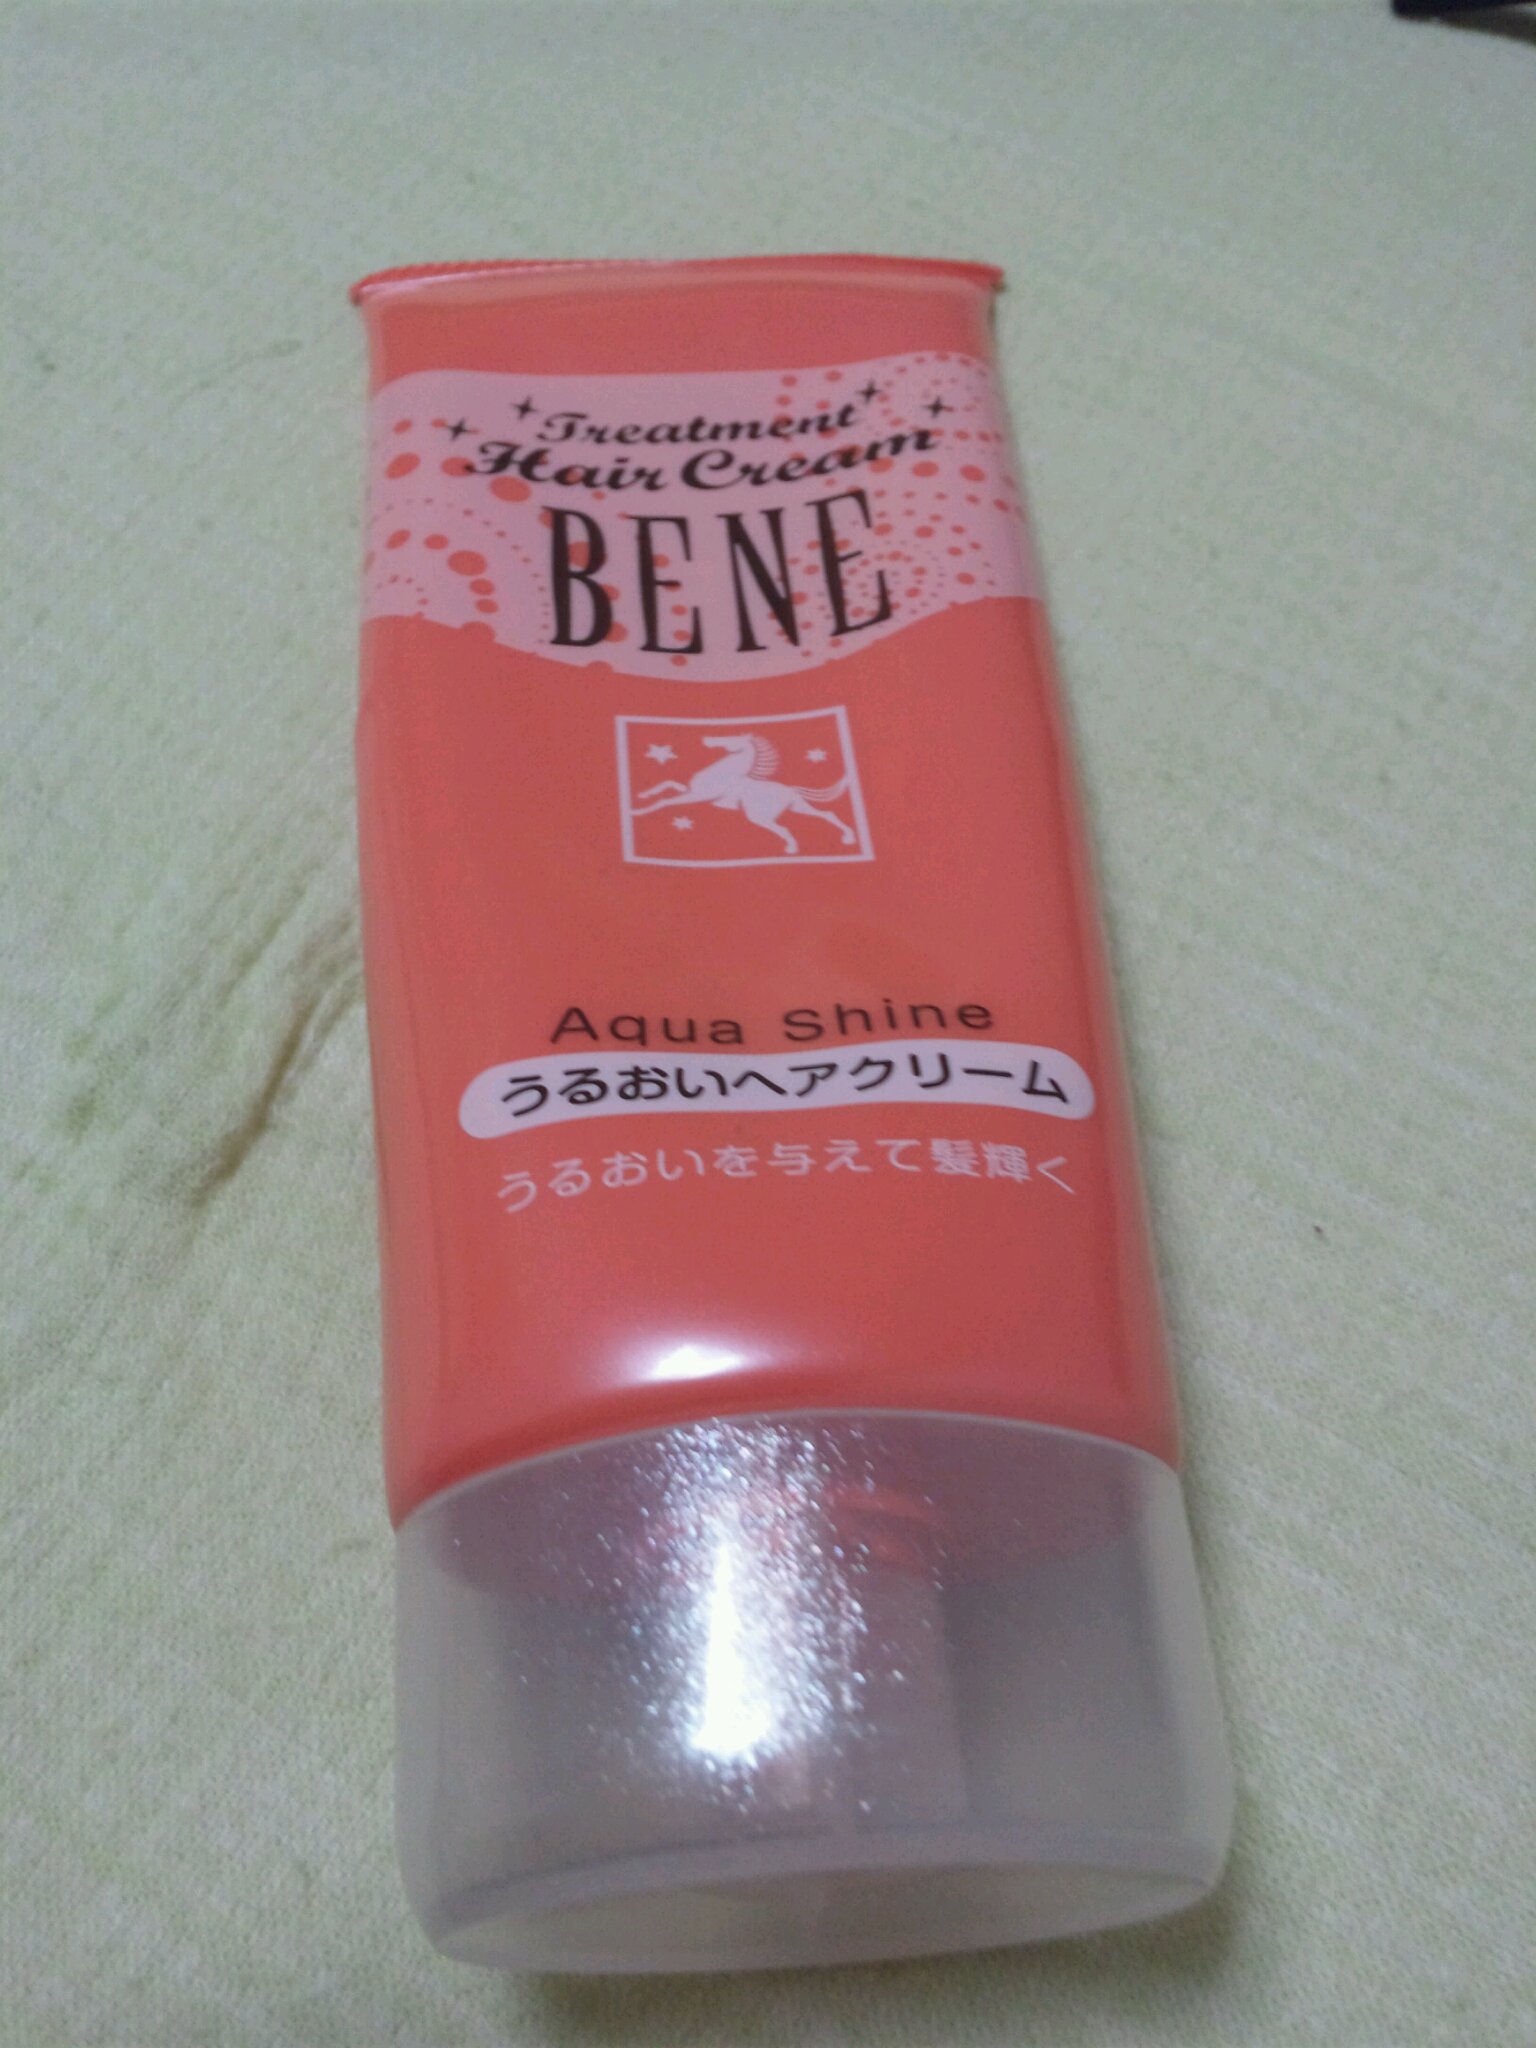 Treatment
Hair Cream
BENE
Aqua Shine
うるおいヘアクリーム
うるおいを与えて髪輝く